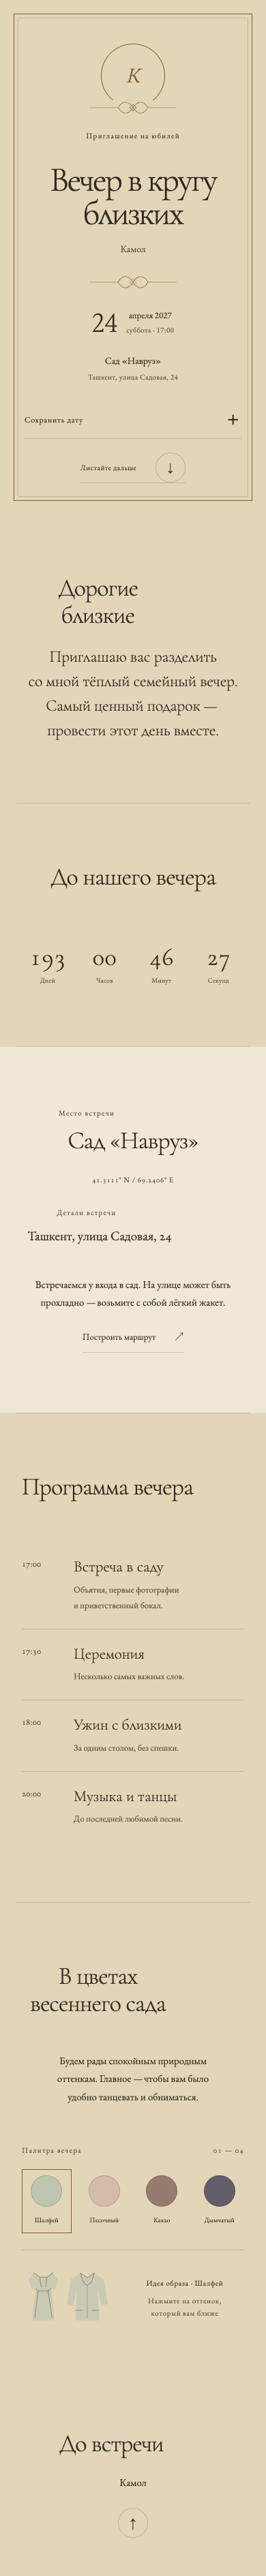 К
Приглашение на юбилей
Вечер в кругу
близких
Камол
24
апреля 2027
суббота · 17:00
Сад «Навруз»
Ташкент, улица Садовая, 24
Сохранить дату +
Листайте дальше ↓
Дорогие
близкие
Приглашаю вас разделить
со мной тёплый семейный вечер.
Самый ценный подарок —
провести этот день вместе.
До нашего вечера
193 00 46 27
Дней Часов Минут Секунд
Место встречи
Сад «Навруз»
41.3111° N / 69.2406° E
Детали встречи
Ташкент, улица Садовая, 24
Встречаемся у входа в сад. На улице может быть
прохладно — возьмите с собой лёгкий жакет.
Построить маршрут ↗
Программа вечера
17:00 Встреча в саду
Объятия, первые фотографии
и приветственный бокал.
17:30 Церемония
Несколько самых важных слов.
18:00 Ужин с близкими
За одним столом, без спешки.
20:00 Музыка и танцы
До последней любимой песни.
В цветах
весеннего сада
Будем рады спокойным природным
оттенкам. Главное — чтобы вам было
удобно танцевать и обниматься.
Палитра вечера 01 — 04
Шалфей Песочный Какао Дымчатый
Идея образа · Шалфей
Нажмите на оттенок,
который вам ближе
До встречи
Камол
↑